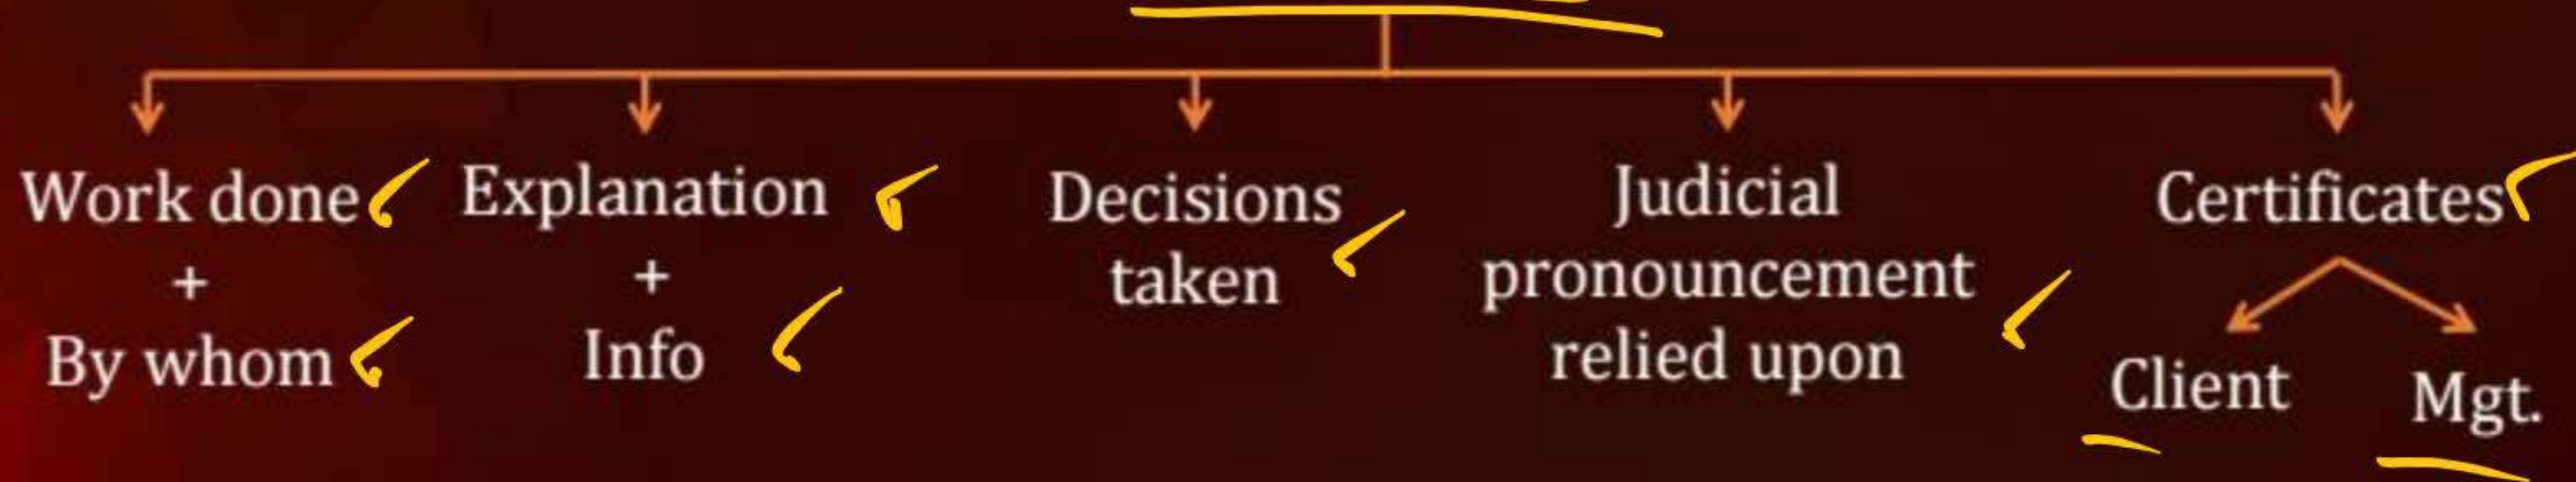 Work done
+
By whom
Explanation
+
Info
Decisions
taken
Judicial
pronouncement
relied upon
Certificates
Client
Mgt.